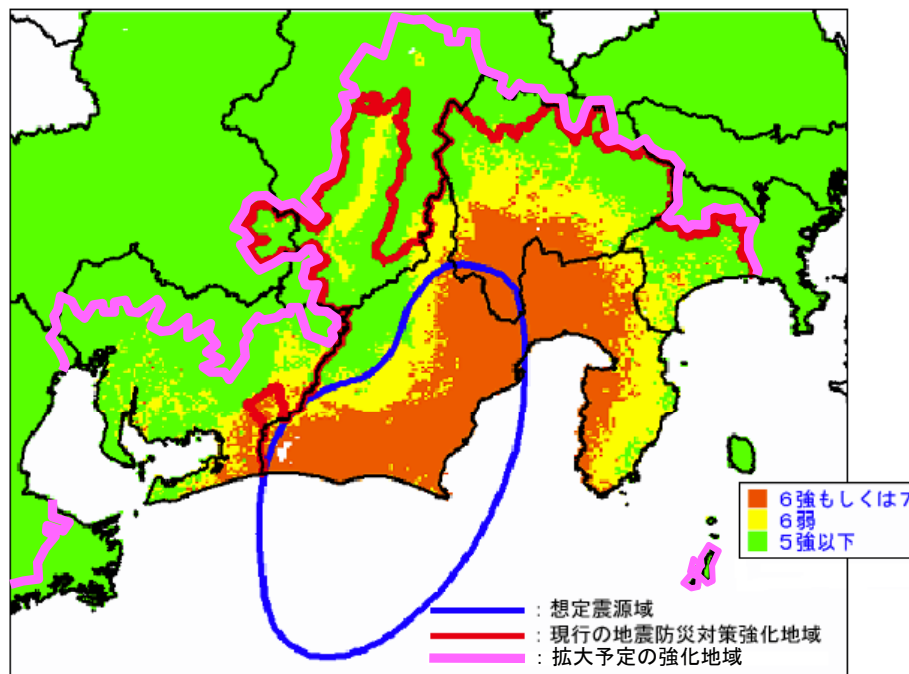 6強もしくは7
6弱
5強以下
：想定震源域
：現行の地震防災対策強化地域
：拡大予定の強化地域